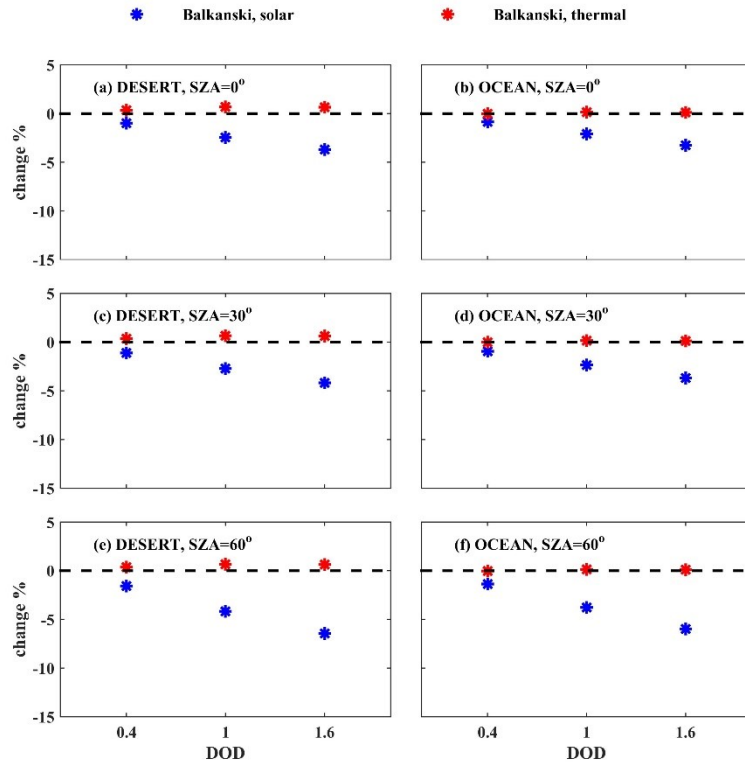 Balkanski, solar
Balkanski, thermal
5
0
-5
-10
-15
change %
(a) DESERT, SZA=0°
(b) OCEAN, SZA=0°
5
0
-5
-10
-15
change %
(c) DESERT, SZA=30°
(d) OCEAN, SZA=30°
5
0
-5
-10
-15
change %
(e) DESERT, SZA=60°
(f) OCEAN, SZA=60°
0.4 1 1.6
0.4 1 1.6
DOD
DOD